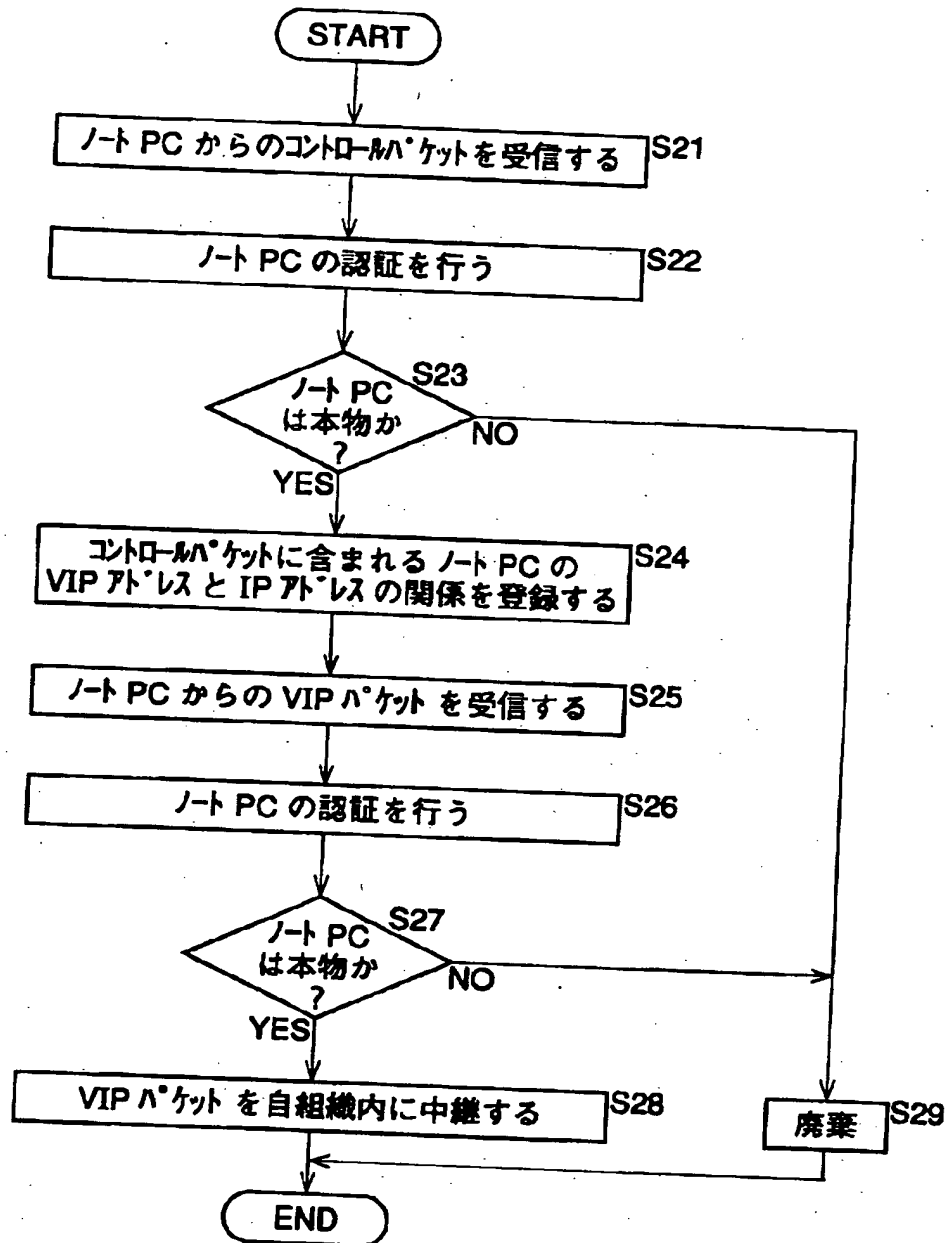 START
ノート PC からのコントロールパケットを受信する
S21
ノート PC の認証を行う
S22
S23
ノート PC
は本物か
?
NO
YES
コントロールパケットに含まれる ノート PC の
VIP アドレス と IP アドレス の関係を登録する
S24
ノート PC からの VIP パケット を受信する
S25
ノート PC の認証を行う
S26
S27
ノート PC
は本物か
?
NO
YES
VIP パケット を自組織内に中継する
S28
廃棄
S29
END